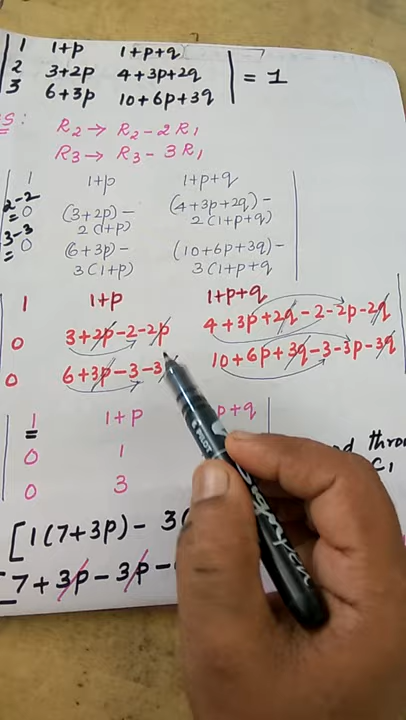 1 1+p 1+p+q
2 3+2p 4+3p+2q = 1
3 6+3p 10+6p+3q
s:
R₂ → R₂ - 2R₁
R₃ → R₃ - 3R₁
1 1+p 1+p+q
2-2=0 (3+2p)-2(1+p) (4+3p+2q)-2(1+p+q)
3-3=0 (6+3p)-3(1+p) (10+6p+3q)-3(1+p+q
1 1+p 1+p+q
0 3+2p-2-2p 4+3p+2q-2-2p-2q
0 6+3p-3-3 10+6p+3q-3-3p-3q
1 1+p p+q
0 1
0 3
C₁
[1(7+3p) - 3(
7+3p-3p-
PILOT